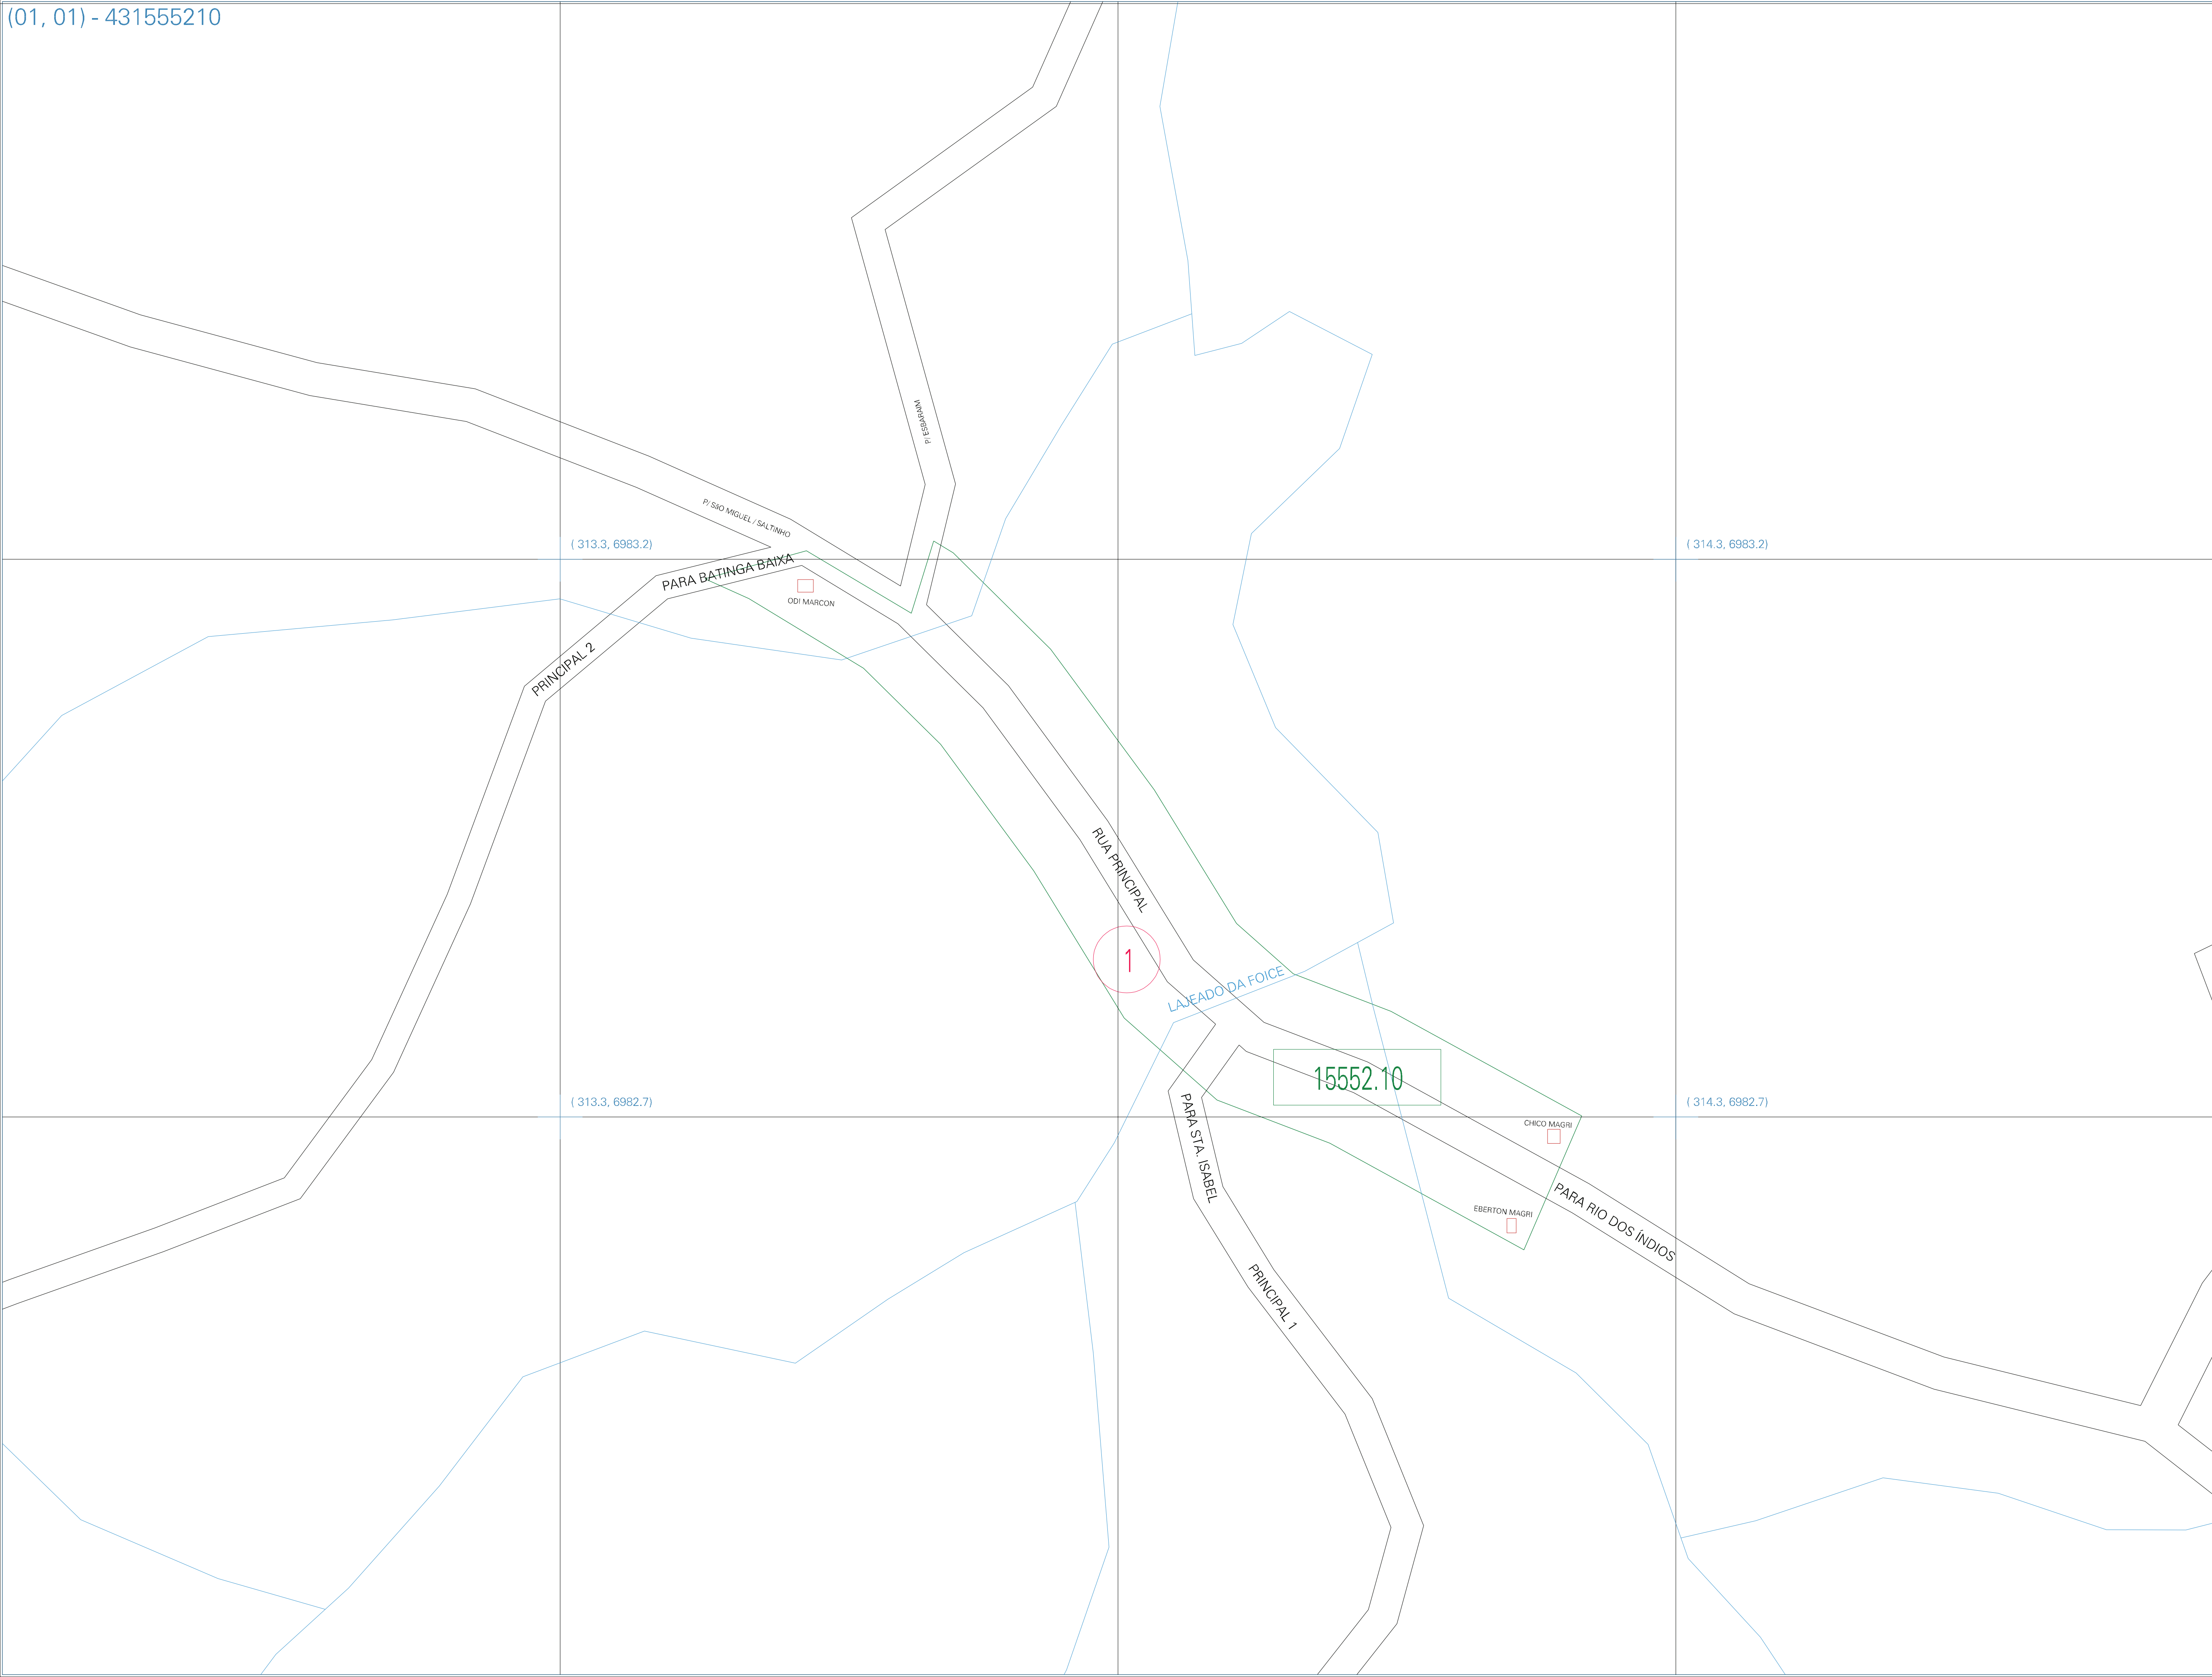 (01, 01) - 431555210
P/ ESBARAIM
P/ SãO MIGUEL / SALTINHO
( 313.3, 6983.2)
( 314.3, 6983.2)
PARA BATINGA BAIXA
ODI MARCON
PRINCIPAL 2
RUA PRINCIPAL
1
LAJEADO DA FOICE
15552.10
( 313.3, 6982.7)
( 314.3, 6982.7)
CHICO MAGRI
PARA STA. ISABEL
EBERTON MAGRI
PARA RIO DOS ÍNDIOS
PRINCIPAL 1